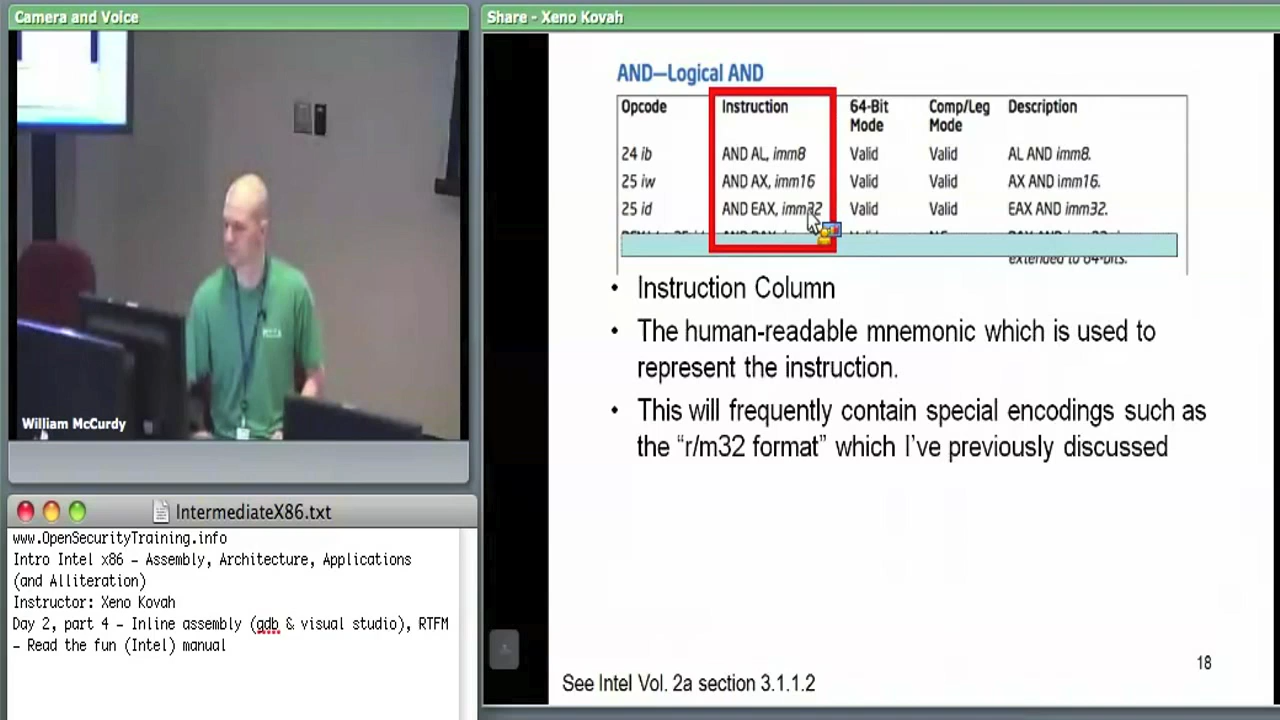 Camera and Voice
William McCurdy
IntermediateX86.txt
www.OpenSecurityTraining.info
Intro Intel x86 – Assembly, Architecture, Applications
(and Alliteration)
Instructor: Xeno Kovah
Day 2, part 4 – Inline assembly (gdb & visual studio), RTFM
– Read the fun (Intel) manual
Share - Xeno Kovah
AND—Logical AND
Opcode Instruction 64-Bit Mode Comp/Leg Mode Description
24 ib AND AL, imm8 Valid Valid AL AND imm8.
25 iw AND AX, imm16 Valid Valid AX AND imm16.
25 id AND EAX, imm32 Valid Valid EAX AND imm32.
extended to 64-bits.
• Instruction Column
• The human-readable mnemonic which is used to
represent the instruction.
• This will frequently contain special encodings such as
the “r/m32 format” which I’ve previously discussed
18
See Intel Vol. 2a section 3.1.1.2